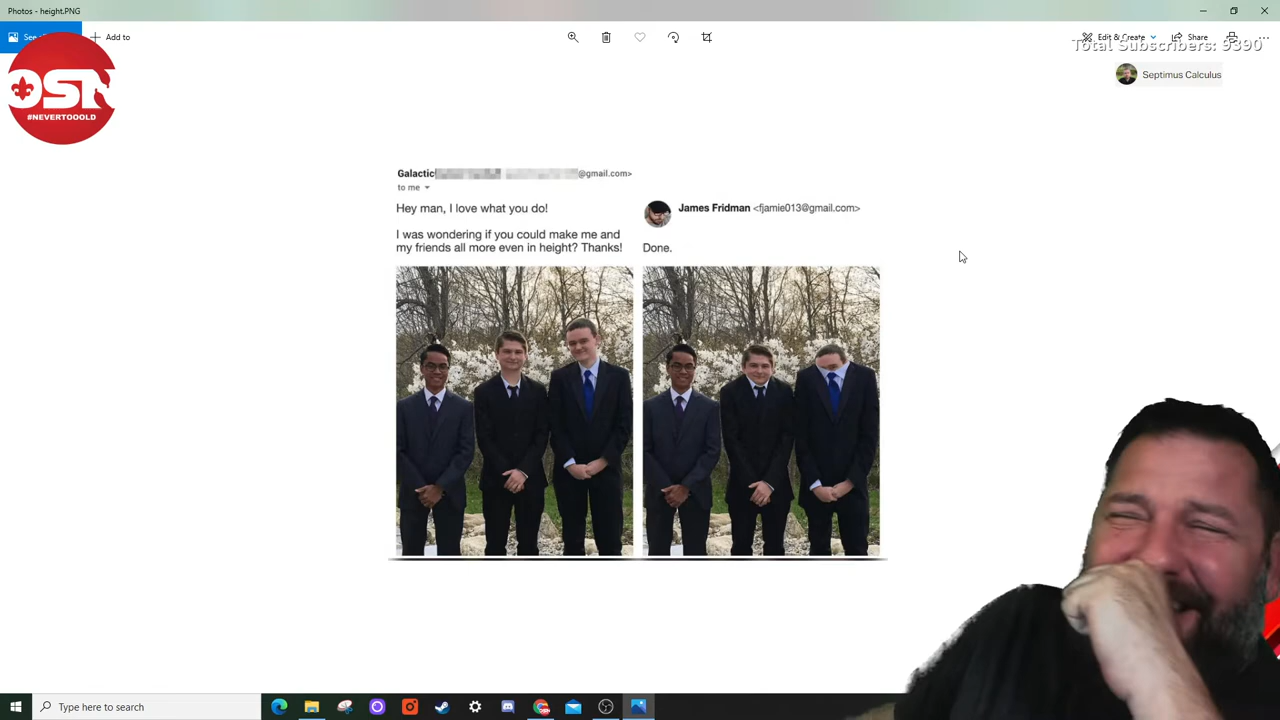 Photos - height.PNG
Add to
Edit & Create
Share
Total Subscribers: 9390
OSN
#NEVERTOOOLD
Septimus Calculus
Galactic
@gmail.com>
to me
Hey man, I love what you do!
I was wondering if you could make me and
my friends all more even in height? Thanks!
James Fridman <fjamie013@gmail.com>
Done.
Type here to search